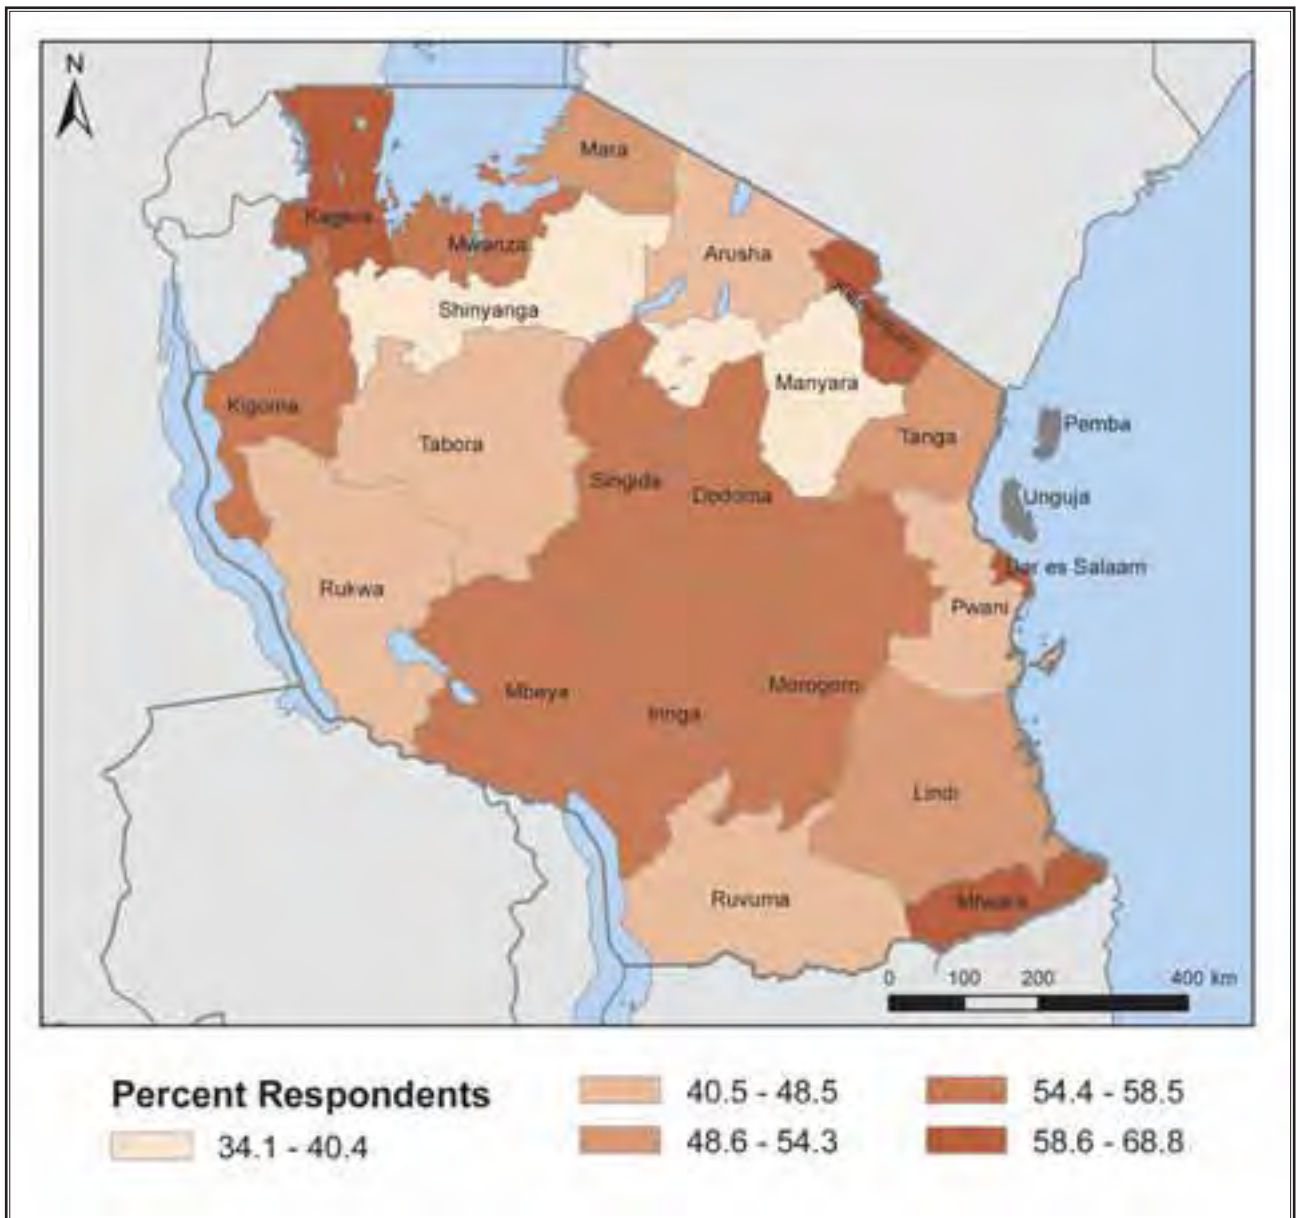 N
Mara
Kagera
Mwanza
Arusha
Shinyanga
Manyara
Kigoma
Tabora
Tanga
Pemba
Singida
Dodoma
Unguja
Dar es Salaam
Rukwa
Pwani
Mbeya
Morogoro
Iringa
Lindi
Ruvuma
Mtwara
0 100 200 400 km
Percent Respondents
34.1 - 40.4
40.5 - 48.5
48.6 - 54.3
54.4 - 58.5
58.6 - 68.8